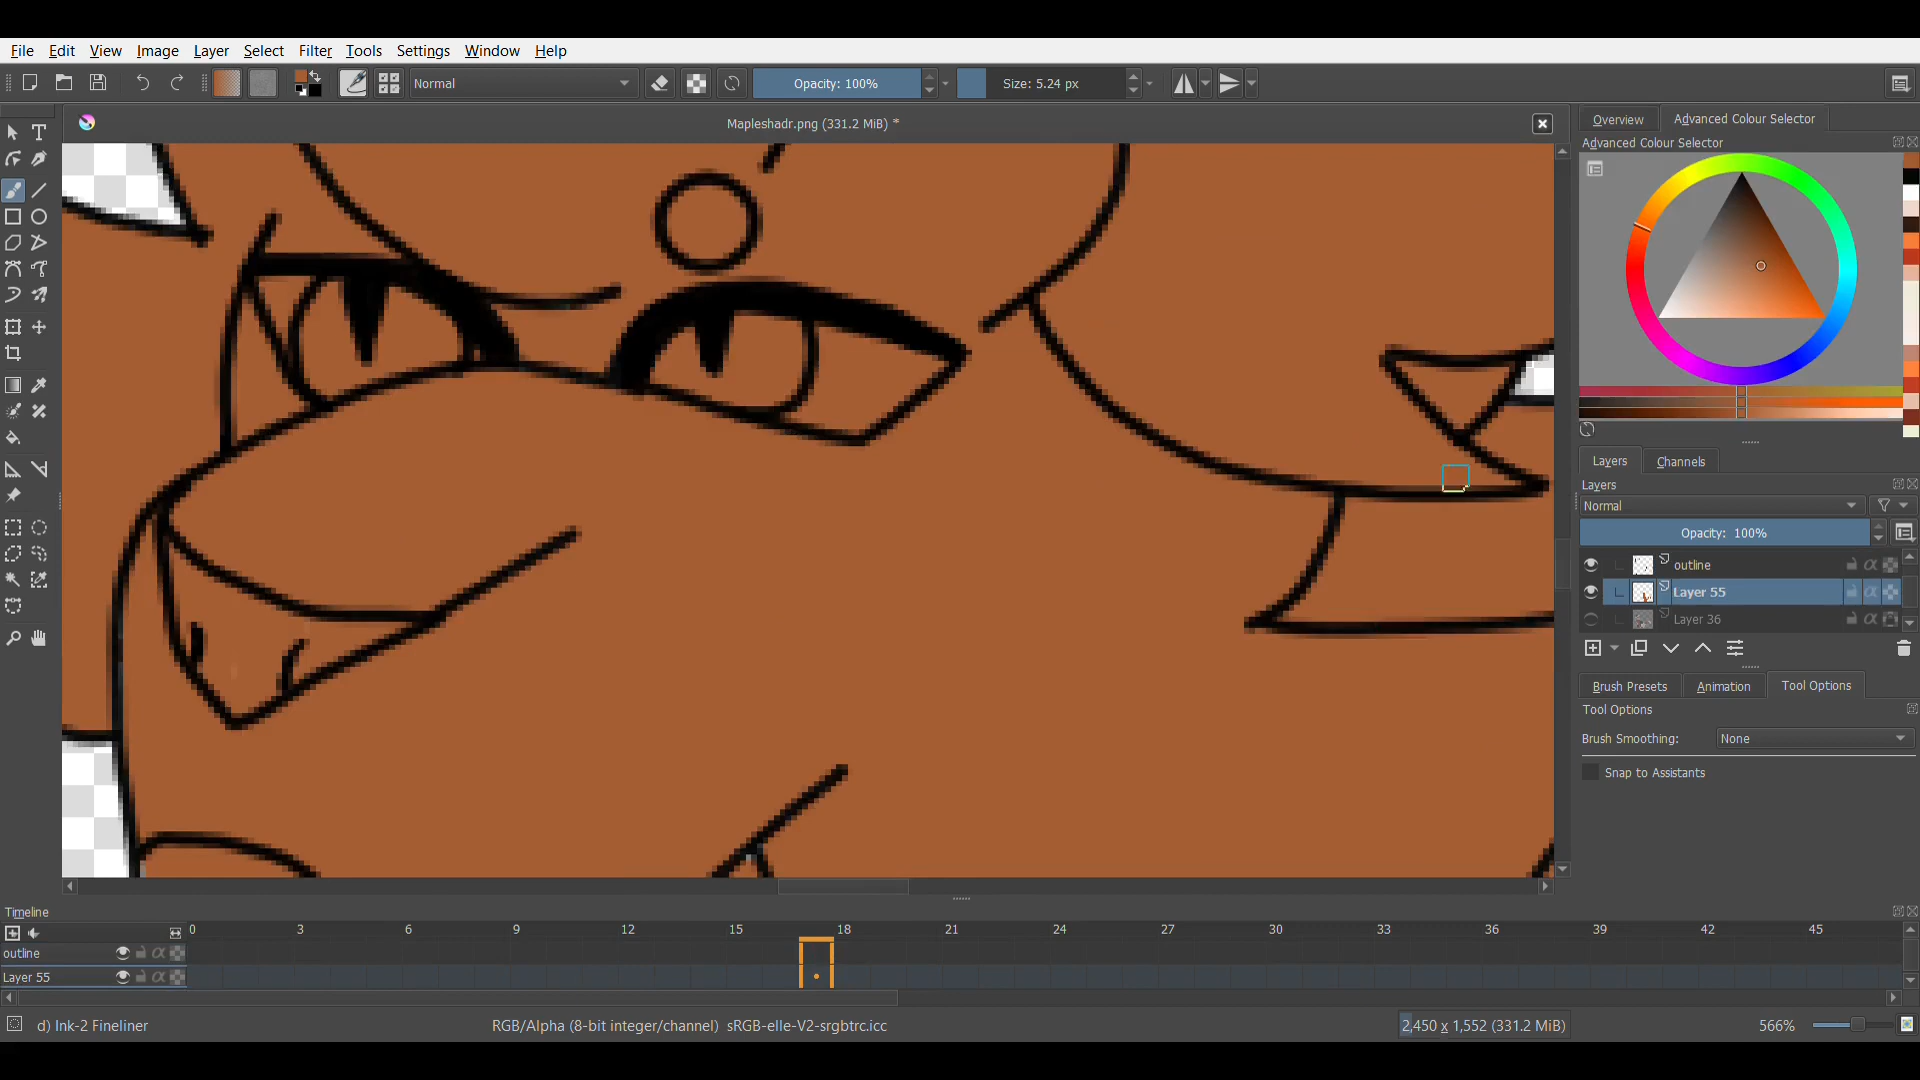 File Edit View Image Layer Select Filter Tools Settings Window Help
Normal Opacity: 100% Size: 5.24 px
Mapleshadr.png (331.2 MiB) *
Overview Advanced Colour Selector
Advanced Colour Selector
Layers Channels
Layers
Normal
Opacity: 100%
outline
Layer 55
Layer 36
Brush Presets Animation Tool Options
Tool Options
Brush Smoothing: None
Snap to Assistants
Timeline
0 3 6 9 12 15 18 21 24 27 30 33 36 39 42 45
outline
Layer 55
d) Ink-2 Fineliner RGB/Alpha (8-bit integer/channel) sRGB-elle-V2-srgbtrc.icc 2,450 x 1,552 (331.2 MiB) 566%